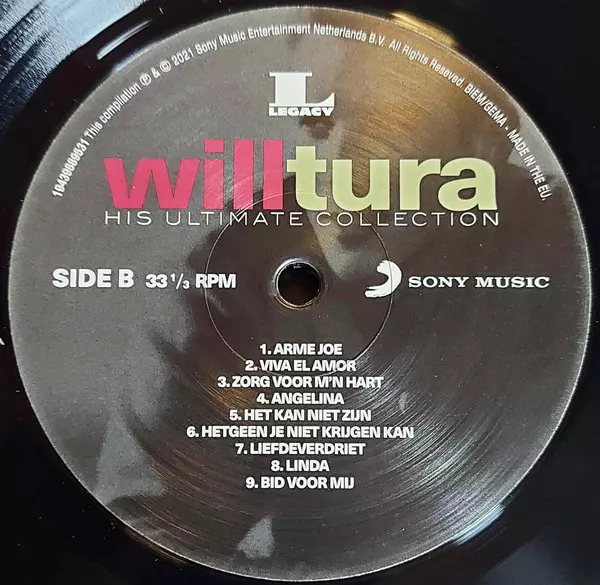 19439889531 This compilation ℗ & © 2021 Sony Music Entertainment Netherlands B.V. All Rights Reseved. BIEM/GEMA - MADE IN THE EU.
L
LEGACY
willtura
HIS ULTIMATE COLLECTION
SIDE B 33 1/3 RPM
SONY MUSIC
1. ARME JOE
2. VIVA EL AMOR
3. ZORG VOOR M'N HART
4. ANGELINA
5. HET KAN NIET ZIJN
6. HETGEEN JE NIET KRIJGEN KAN
7. LIEFDEVERDRIET
8. LINDA
9. BID VOOR MIJ